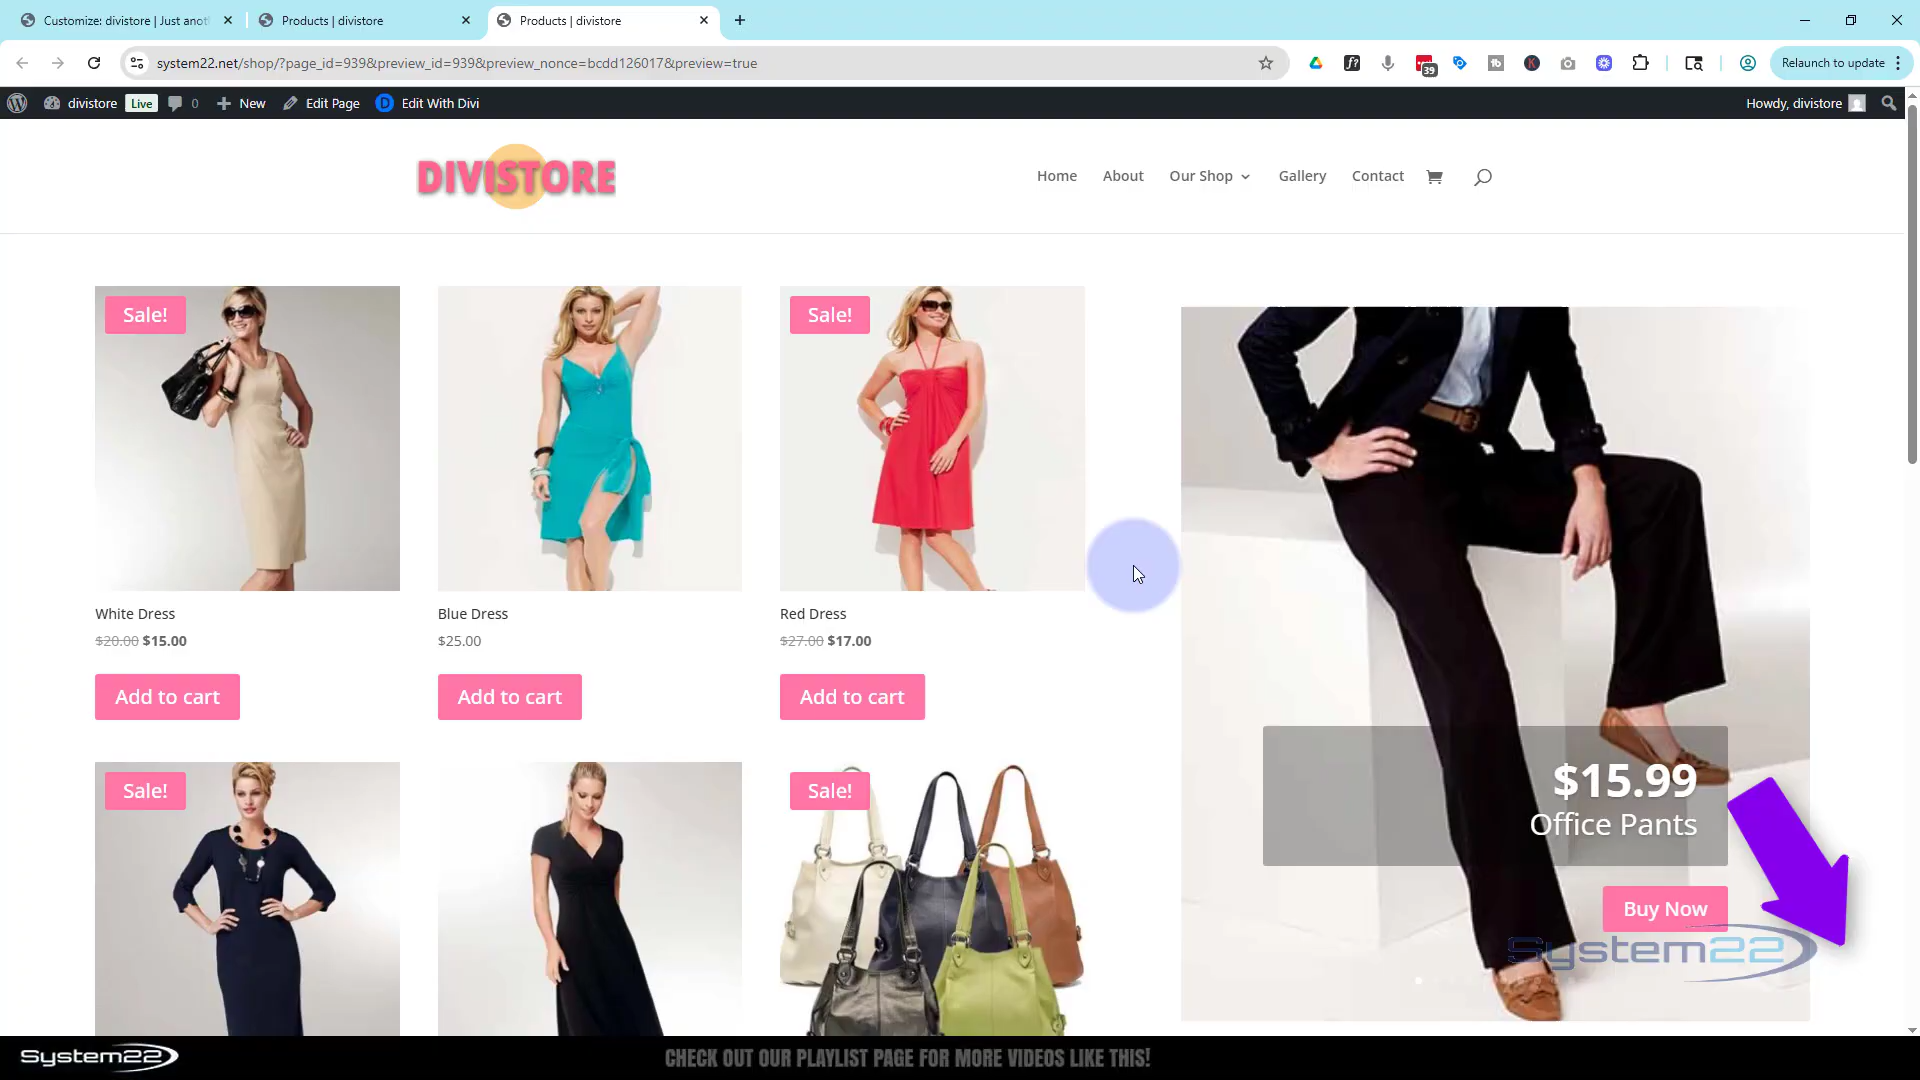 Customize: divistore | Just anot
Products | divistore
Products | divistore
system22.net/shop/?page_id=939&preview_id=939&preview_nonce=bcdd126017&preview=true
39
Relaunch to update
divistore
Live
0
New
Edit Page
D
Edit With Divi
Howdy, divistore
DIVISTORE
Home
About
Our Shop
Gallery
Contact
Sale!
Sale!
White Dress
$20.00 $15.00
Add to cart
Blue Dress
$25.00
Add to cart
Red Dress
$27.00 $17.00
Add to cart
Sale!
Sale!
$15.99
Office Pants
Buy Now
System22
System22
CHECK OUT OUR PLAYLIST PAGE FOR MORE VIDEOS LIKE THIS!